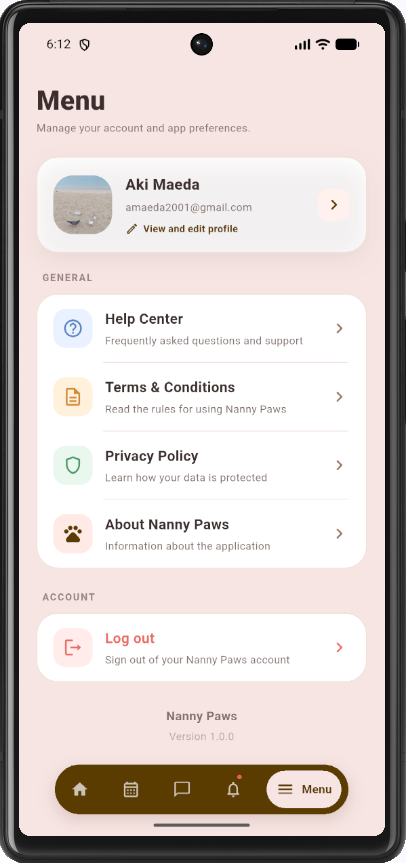 6:12
Menu
Manage your account and app preferences.
Aki Maeda
amaeda2001@gmail.com
View and edit profile
GENERAL
Help Center
Frequently asked questions and support
Terms & Conditions
Read the rules for using Nanny Paws
Privacy Policy
Learn how your data is protected
About Nanny Paws
Information about the application
ACCOUNT
Log out
Sign out of your Nanny Paws account
Nanny Paws
Version 1.0.0
Menu